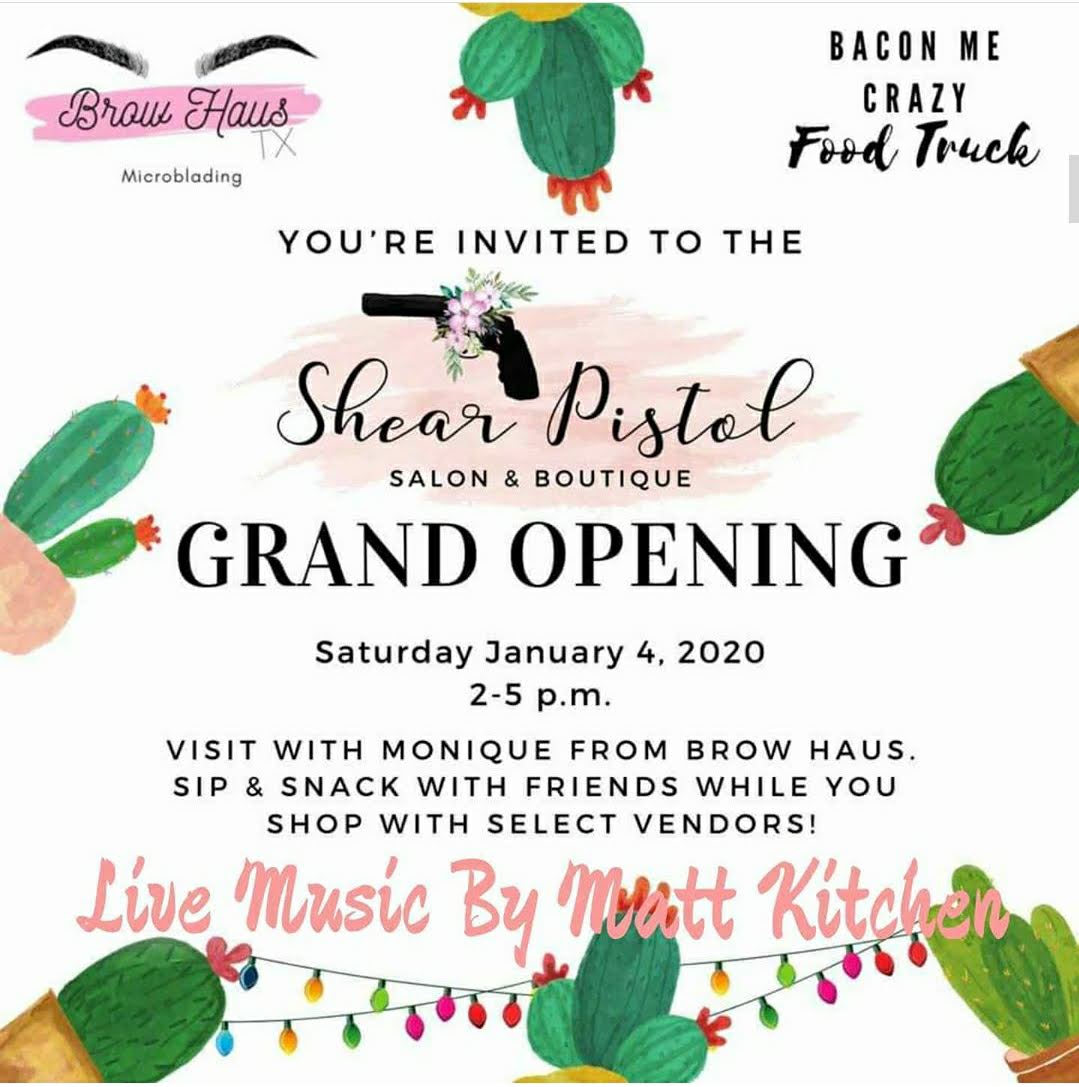 Brow Haus
TX
Microblading
BACON ME
CRAZY
Food Truck
YOU'RE INVITED TO THE
Shear Pistol
SALON & BOUTIQUE
GRAND OPENING
Saturday January 4, 2020
2-5 p.m.
VISIT WITH MONIQUE FROM BROW HAUS.
SIP & SNACK WITH FRIENDS WHILE YOU
SHOP WITH SELECT VENDORS!
Live Music By Matt Kitchen